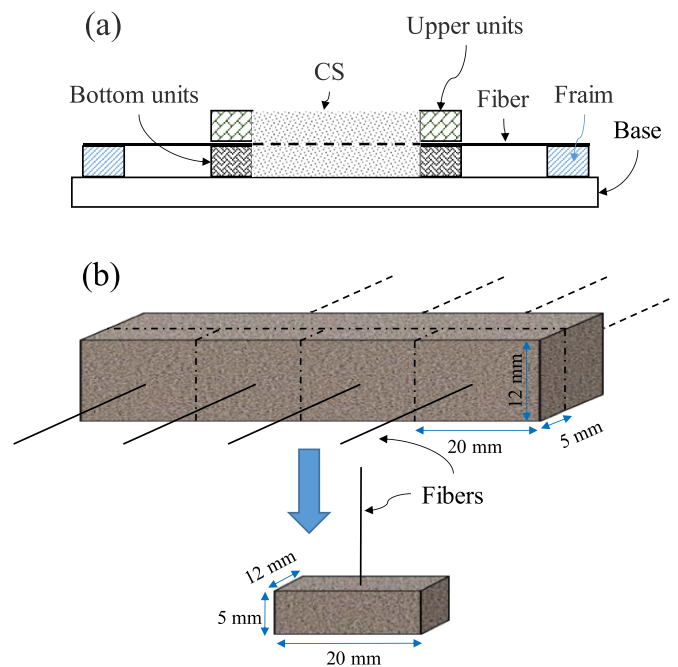 (a)
Upper units
CS
Bottom units
Fiber
Fraim
Base
(b)
12 mm
20 mm
5 mm
Fibers
12 mm
5 mm
20 mm